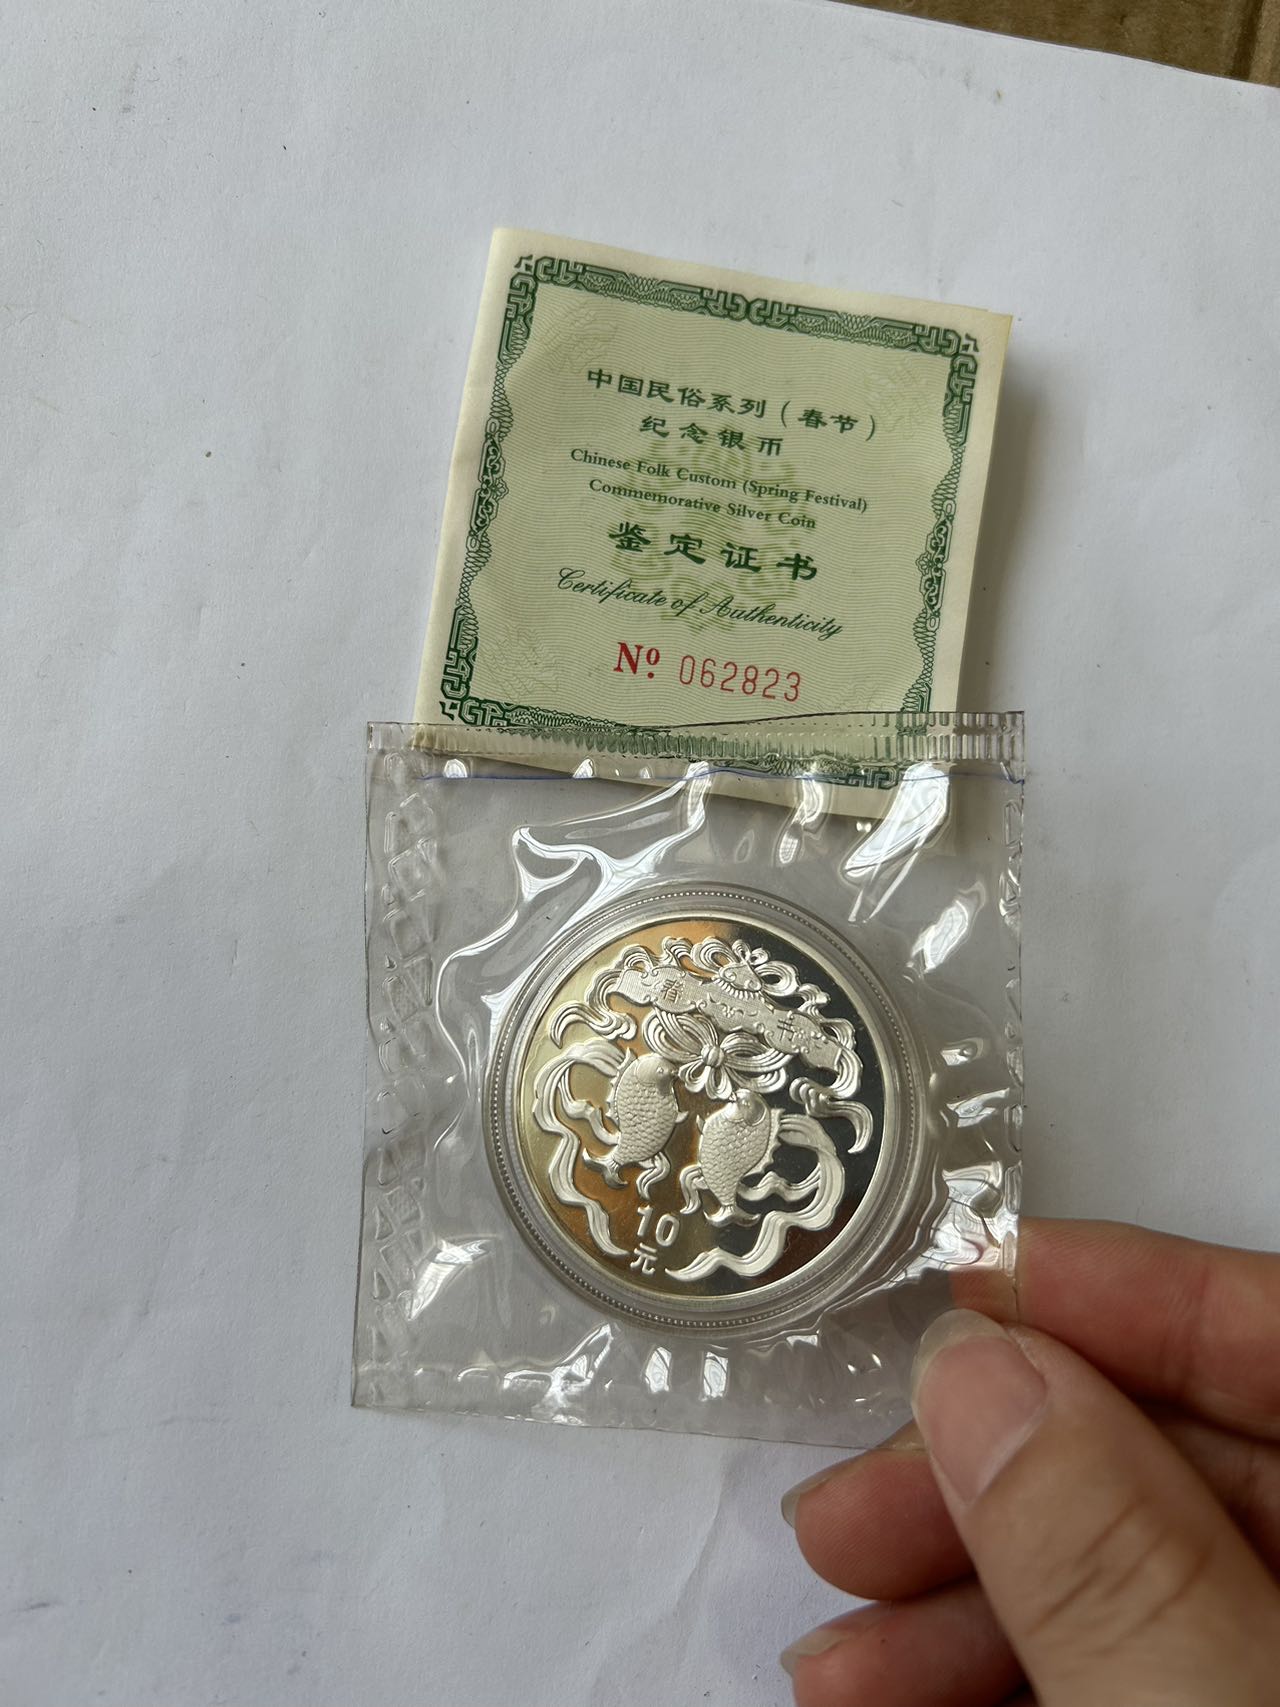 中国民俗系列（春节）
纪念银币
Chinese Folk Custom (Spring Festival)
Commemorative Silver Coin
鉴定证书
Certificate of Authenticity
Nº. 062823
春
10
元